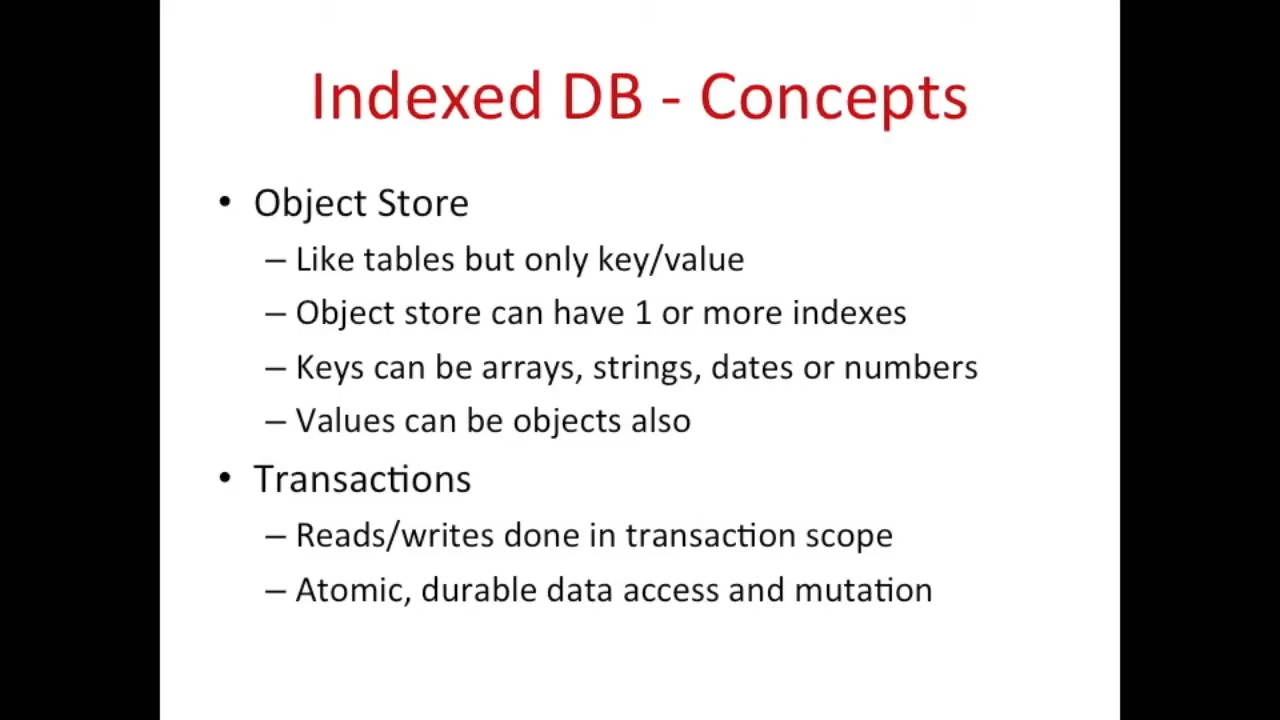 Indexed DB - Concepts
• Object Store
– Like tables but only key/value
– Object store can have 1 or more indexes
– Keys can be arrays, strings, dates or numbers
– Values can be objects also
• Transactions
– Reads/writes done in transaction scope
– Atomic, durable data access and mutation